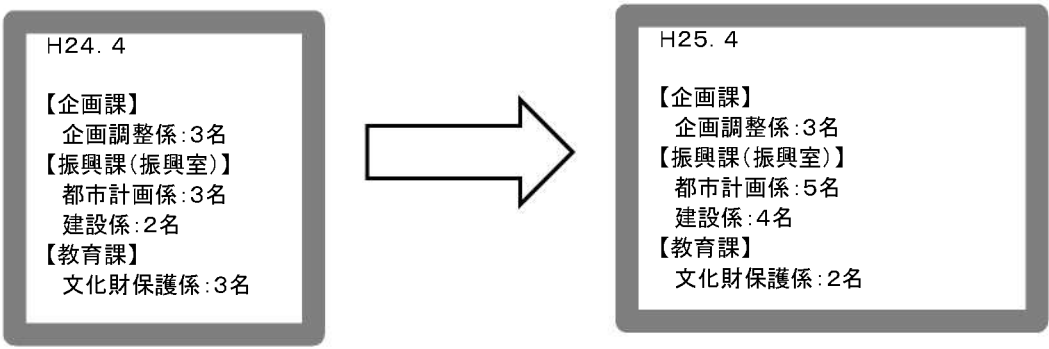 H24．4
【企画課】
企画調整係：3名
【振興課（振興室）】
都市計画係：3名
建設係：2名
【教育課】
文化財保護係：3名
H25．4
【企画課】
企画調整係：3名
【振興課（振興室）】
都市計画係：5名
建設係：4名
【教育課】
文化財保護係：2名